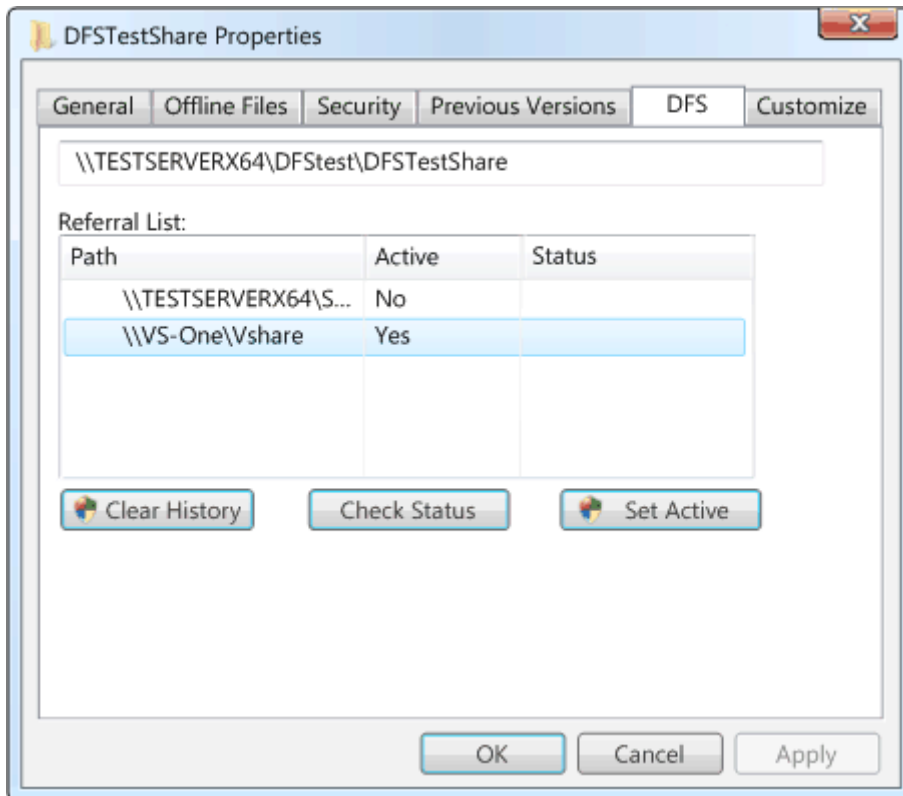 DFSTestShare Properties
General Offline Files Security Previous Versions DFS Customize
\\TESTSERVERX64\DFStest\DFSTestShare
Referral List:
Path Active Status
\\TESTSERVERX64\S... No
\\VS-One\Vshare Yes
Clear History Check Status Set Active
OK Cancel Apply